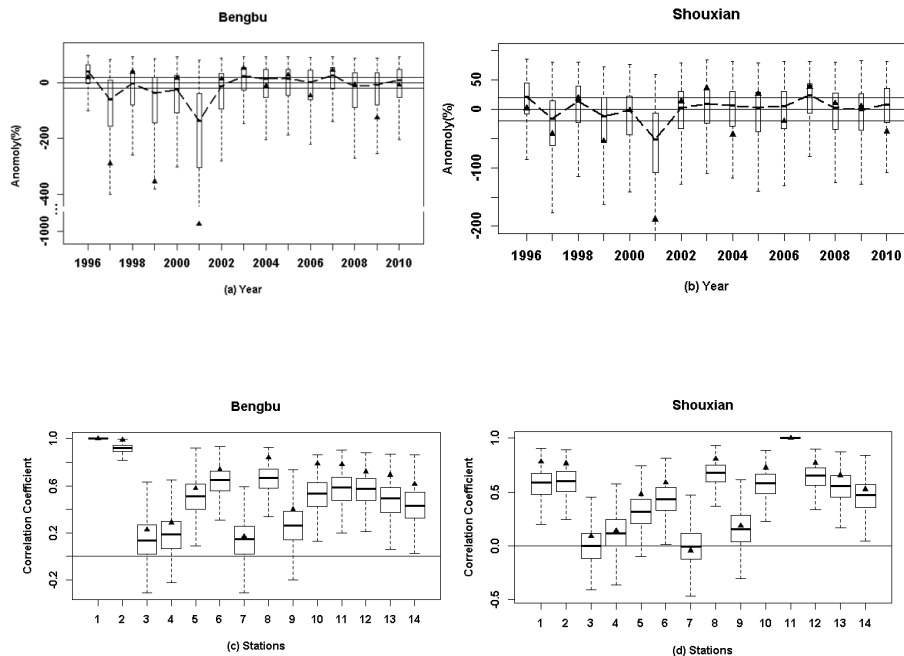 Bengbu
Anomoly(%)
0
-200
-400
...
-1000
1996 1998 2000 2002 2004 2006 2008 2010
(a) Year
Shouxian
Anomoly(%)
50
0
-100
-200
1996 1998 2000 2002 2004 2006 2008 2010
(b) Year
Bengbu
Correlation Coefficient
1.0
0.6
0.2
-0.2
1 2 3 4 5 6 7 8 9 10 11 12 13 14
(c) Stations
Shouxian
Correlation Coefficient
1.0
0.5
0.0
-0.5
1 2 3 4 5 6 7 8 9 10 11 12 13 14
(d) Stations